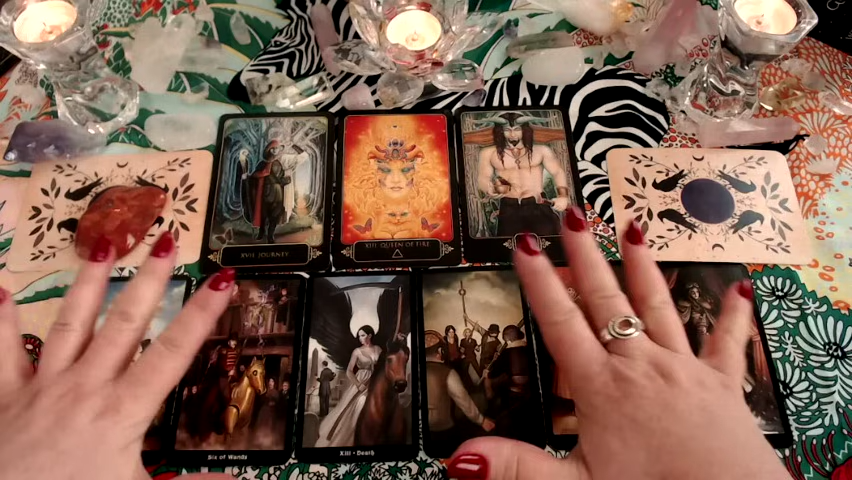 XVII. JOURNEY
XIII QUEEN OF FIRE
Six of Wands
XIII • Death